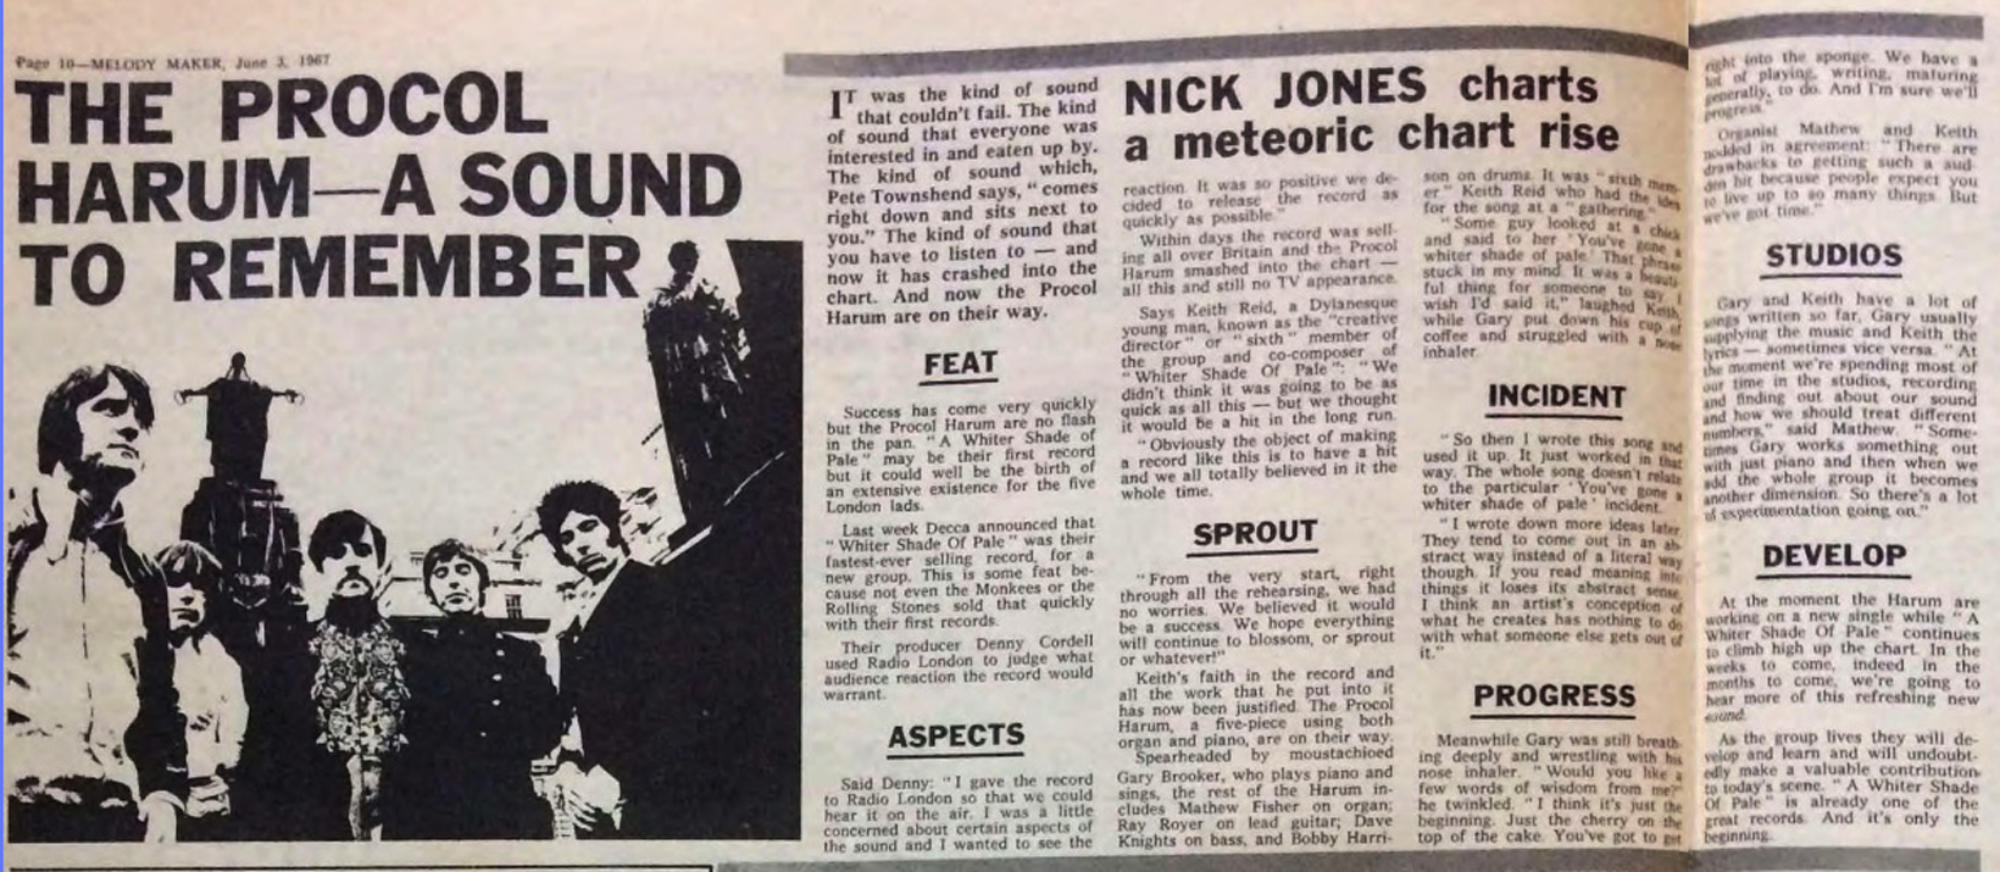 Page 10—MELODY MAKER, June 3, 1967
THE PROCOL
HARUM—A SOUND
TO REMEMBER
IT was the kind of sound
that couldn't fail. The kind
of sound that everyone was
interested in and eaten up by.
The kind of sound which,
Pete Townshend says, "comes
right down and sits next to
you." The kind of sound that
you have to listen to — and
now it has crashed into the
chart. And now the Procol
Harum are on their way.
FEAT
Success has come very quickly
but the Procol Harum are no flash
in the pan. "A Whiter Shade of
Pale" may be their first record
but it could well be the birth of
an extensive existence for the five
London lads.
Last week Decca announced that
"Whiter Shade Of Pale" was their
fastest-ever selling record, for a
new group. This is some feat be-
cause not even the Monkees or the
Rolling Stones sold that quickly
with their first records.
Their producer Denny Cordell
used Radio London to judge what
audience reaction the record would
warrant.
ASPECTS
Said Denny: "I gave the record
to Radio London so that we could
hear it on the air. I was a little
concerned about certain aspects of
the sound and I wanted to see the
NICK JONES charts
a meteoric chart rise
reaction. It was so positive we de-
cided to release the record as
quickly as possible."
Within days the record was sell-
ing all over Britain and the Procol
Harum smashed into the chart —
all this and still no TV appearance.
Says Keith Reid, a Dylanesque
young man, known as the "creative
director" or "sixth" member of
the group and co-composer of
"Whiter Shade Of Pale": "We
didn't think it was going to be as
quick as all this — but we thought
it would be a hit in the long run.
"Obviously the object of making
a record like this is to have a hit
and we all totally believed in it the
whole time.
SPROUT
"From the very start, right
through all the rehearsing, we had
no worries. We believed it would
be a success. We hope everything
will continue to blossom, or sprout
or whatever!"
Keith's faith in the record and
all the work that he put into it
has now been justified. The Procol
Harum, a five-piece using both
organ and piano, are on their way.
Spearheaded by moustachioed
Gary Brooker, who plays piano and
sings, the rest of the Harum in-
cludes Mathew Fisher on organ;
Ray Royer on lead guitar; Dave
Knights on bass, and Bobby Harri-
son on drums. It was "sixth mem-
er" Keith Reid who had the idea
for the song at a "gathering."
"Some guy looked at a chick
and said to her 'You've gone a
whiter shade of pale.' That phrase
stuck in my mind. It was a beauti-
ful thing for someone to say. I
wish I'd said it," laughed Keith,
while Gary put down his cup of
coffee and struggled with a nose
inhaler.
INCIDENT
"So then I wrote this song and
used it up. It just worked in that
way. The whole song doesn't relate
to the particular 'You've gone a
whiter shade of pale' incident.
"I wrote down more ideas later.
They tend to come out in an ab-
stract way instead of a literal way
though. If you read meaning into
things it loses its abstract sense.
I think an artist's conception of
what he creates has nothing to do
with what someone else gets out of
it."
PROGRESS
Meanwhile Gary was still breath-
ing deeply and wrestling with his
nose inhaler. "Would you like a
few words of wisdom from me?"
he twinkled. "I think it's just the
beginning. Just the cherry on the
top of the cake. You've got to get
right into the sponge. We have a
lot of playing, writing, maturing
generally, to do. And I'm sure we'll
progress."
Organist Mathew and Keith
nodded in agreement: "There are
drawbacks to getting such a sud-
den hit because people expect you
to live up to so many things. But
we've got time."
STUDIOS
Gary and Keith have a lot of
songs written so far, Gary usually
supplying the music and Keith the
lyrics — sometimes vice versa. "At
the moment we're spending most of
our time in the studios, recording
and finding out about our sound
and how we should treat different
numbers," said Mathew. "Some-
times Gary works something out
with just piano and then when we
add the whole group it becomes
another dimension. So there's a lot
of experimentation going on."
DEVELOP
At the moment the Harum are
working on a new single while "A
Whiter Shade Of Pale" continues
to climb high up the chart. In the
weeks to come, indeed in the
months to come, we're going to
hear more of this refreshing new
sound.
As the group lives they will de-
velop and learn and will undoubt-
edly make a valuable contribution
to today's scene. "A Whiter Shade
Of Pale" is already one of the
great records. And it's only the
beginning.